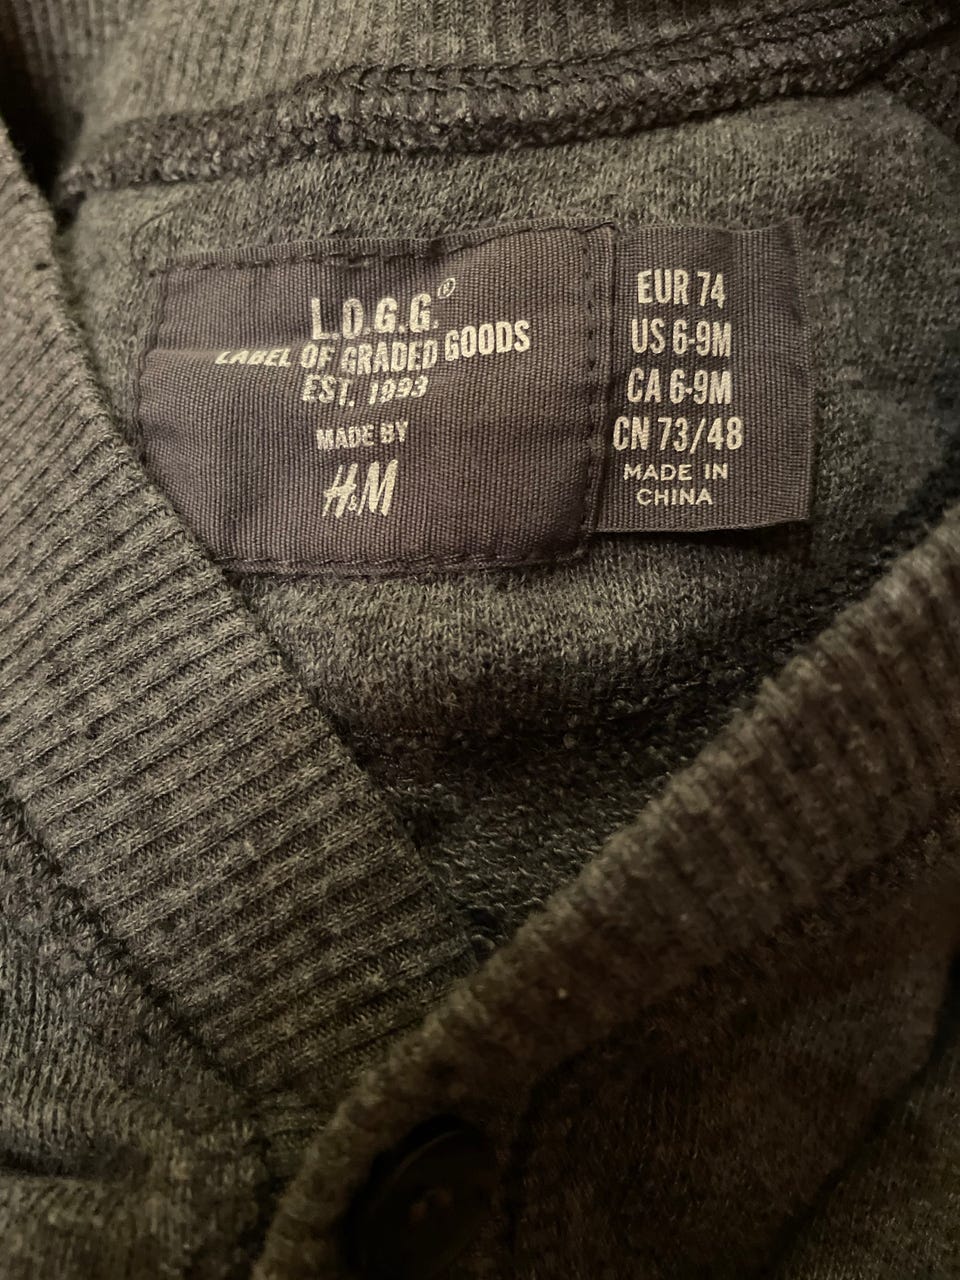 L.O.G.G.®
LABEL OF GRADED GOODS
EST. 1993
MADE BY
H&M
EUR 74
US 6-9M
CA 6-9M
CN 73/48
MADE IN
CHINA